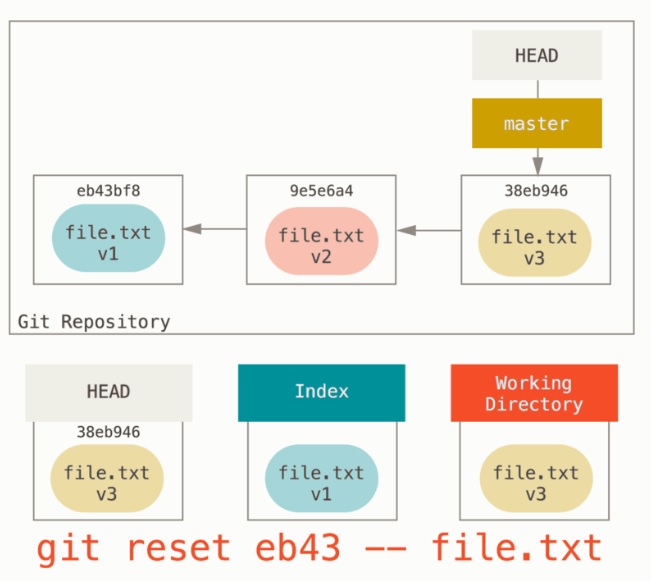 HEAD
master
eb43bf8
9e5e6a4
38eb946
file.txt
v1
file.txt
v2
file.txt
v3
Git Repository
HEAD
Index
Working
Directory
38eb946
file.txt
v3
file.txt
v1
file.txt
v3
git reset eb43 -- file.txt